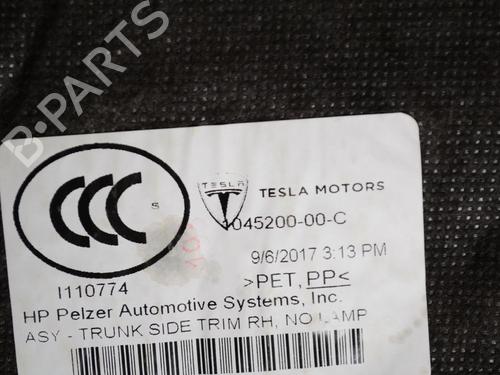 B-PARTS
CCC
S
TESLA
TESLA MOTORS
1045200-00-C
9/6/2017 3:13 PM
>PET, PP<
I110774
HP Pelzer Automotive Systems, Inc.
ASY - TRUNK SIDE TRIM RH, NO LAMP